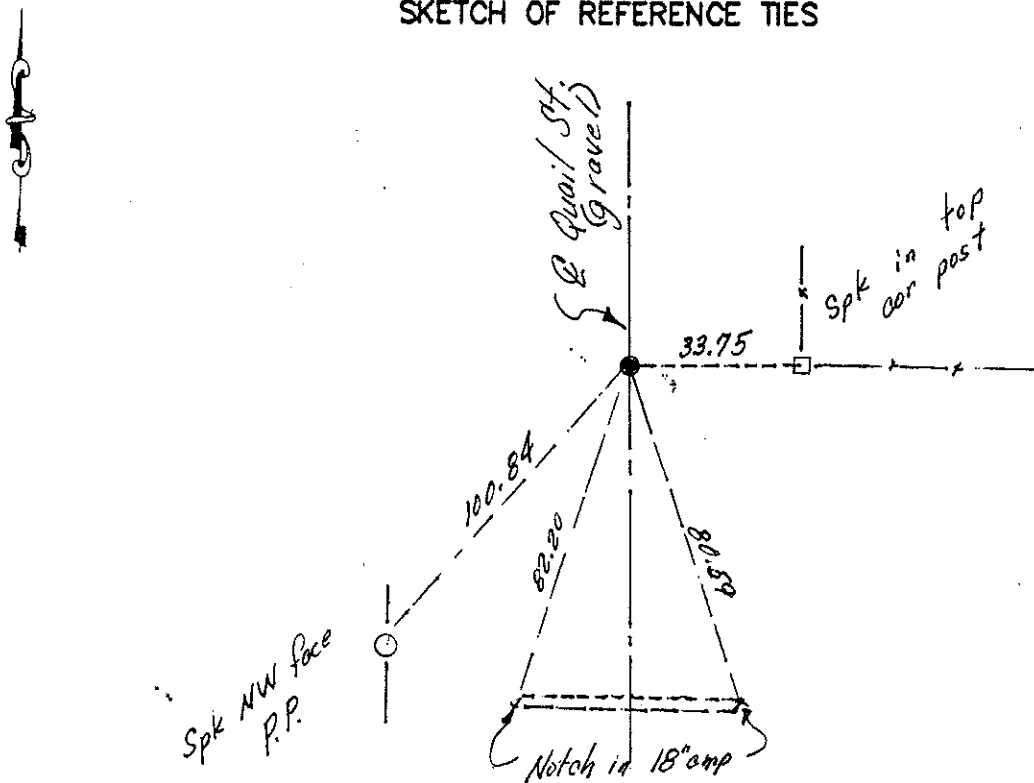 SKETCH OF REFERENCE TIES
℄ Quail St.
Gravel
33.75
Spk in top
cor post
100.84
82.20
80.59
Spk NW face
P.P.
Notch in 18" cmp